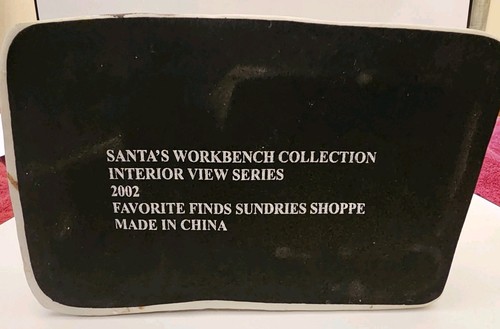 SANTA'S WORKBENCH COLLECTION
INTERIOR VIEW SERIES
2002
FAVORITE FINDS SUNDRIES SHOPPE
MADE IN CHINA